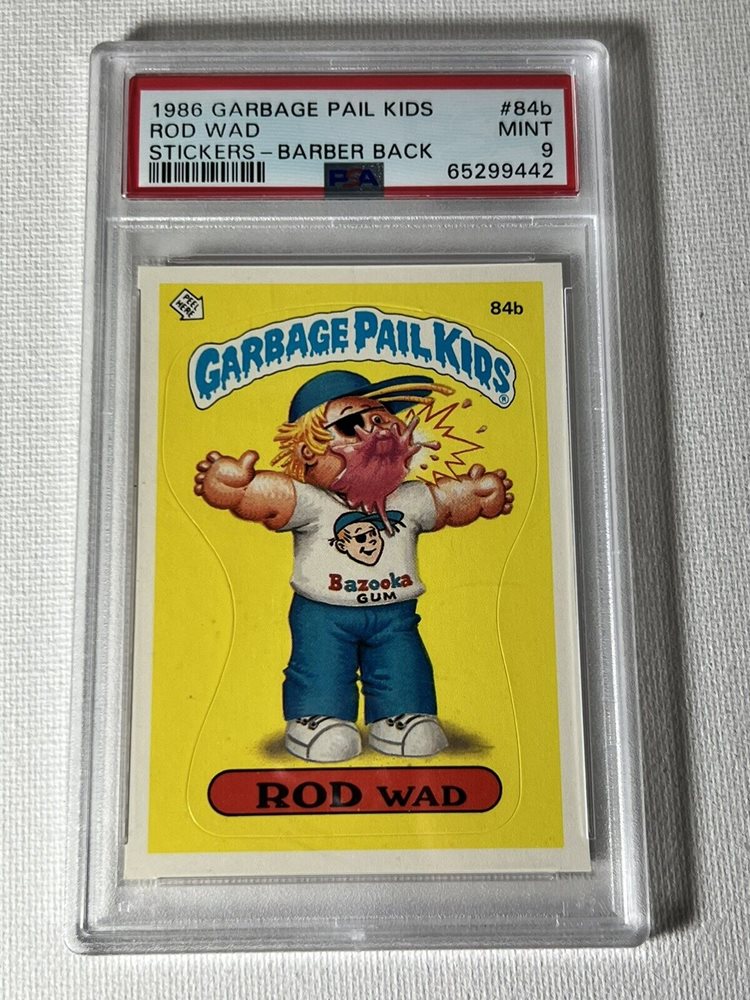 1986 GARBAGE PAIL KIDS #84b
ROD WAD MINT
STICKERS - BARBER BACK 9
PSA 65299442
PEEL HERE
84b
GARBAGE PAIL KIDS®
Bazooka
GUM
ROD WAD